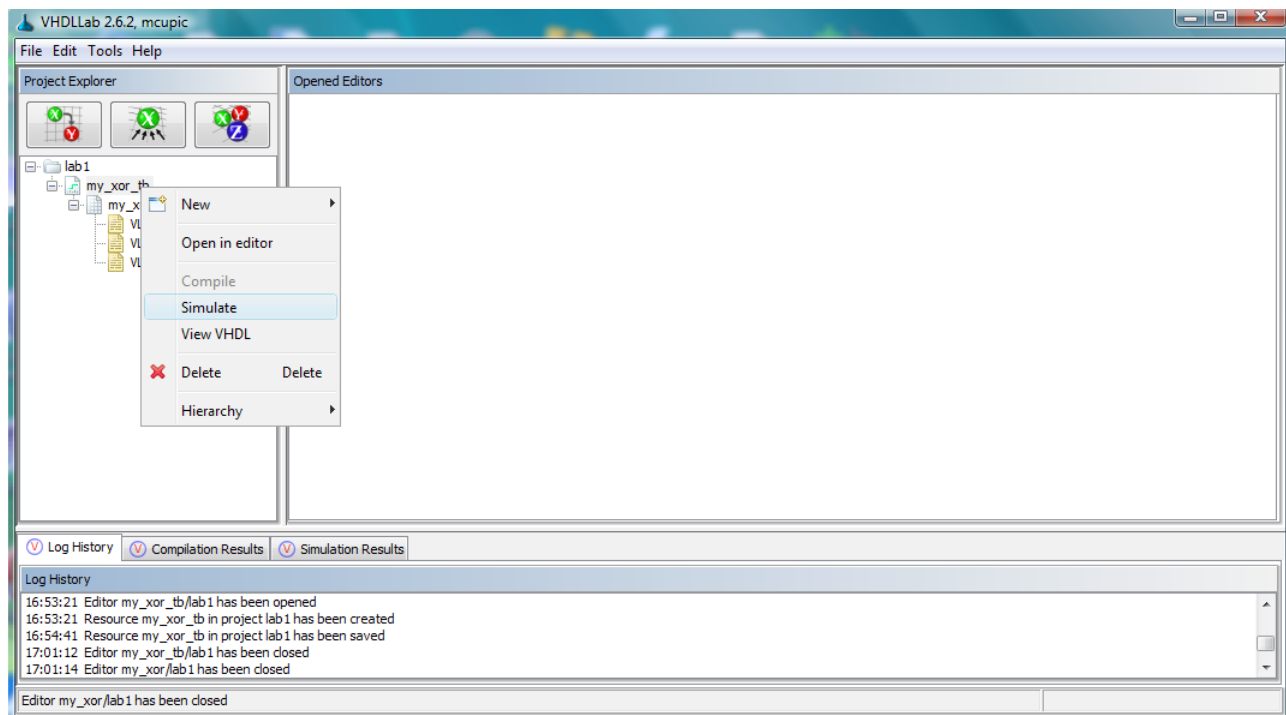 VHDLLab 2.6.2, mcupic
File Edit Tools Help
Project Explorer
Opened Editors
X Y
X
X Y Z
lab1
my_xor_tb
my_x
VL
VL
VL
New
Open in editor
Compile
Simulate
View VHDL
Delete Delete
Hierarchy
V Log History V Compilation Results V Simulation Results
Log History
16:53:21 Editor my_xor_tb/lab1 has been opened
16:53:21 Resource my_xor_tb in project lab1 has been created
16:54:41 Resource my_xor_tb in project lab1 has been saved
17:01:12 Editor my_xor_tb/lab1 has been closed
17:01:14 Editor my_xor/lab1 has been closed
Editor my_xor/lab1 has been closed